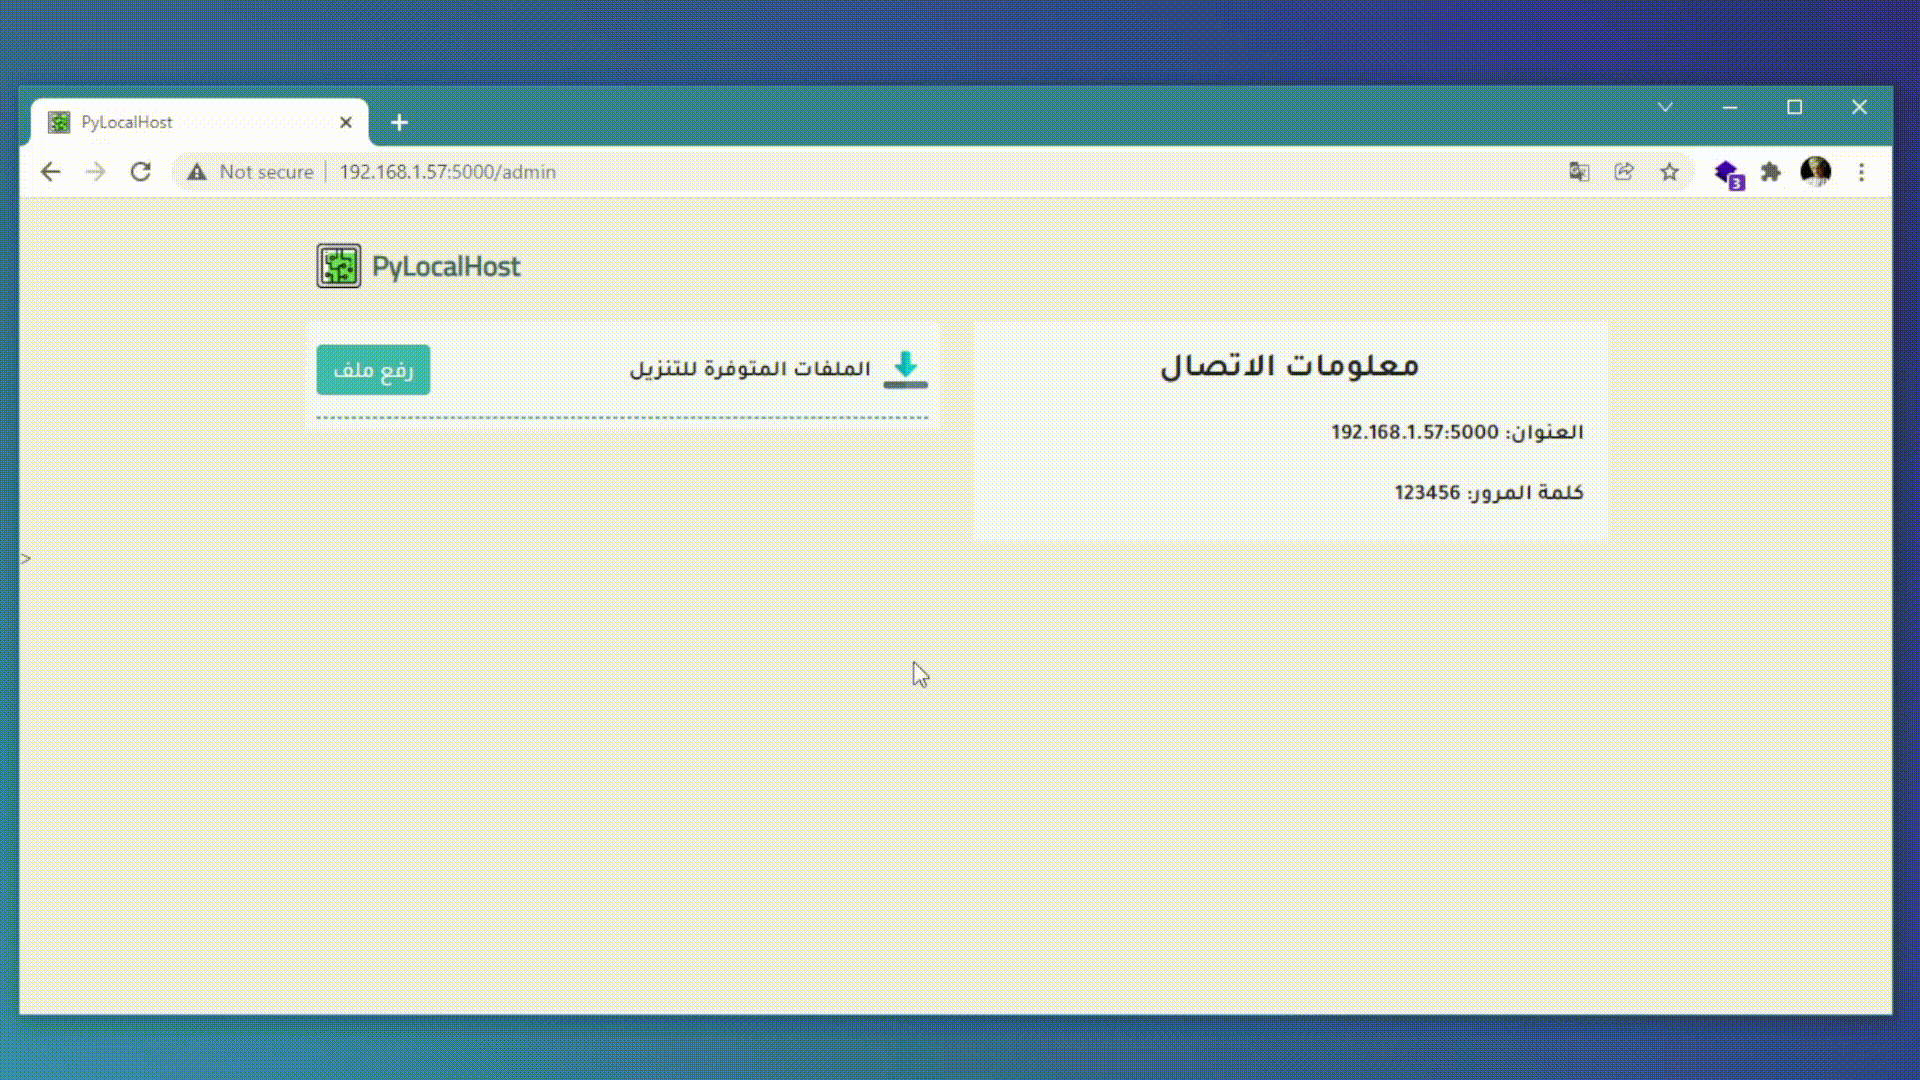 PyLocalHost
Not secure
192.168.1.57:5000/admin
3
PyLocalHost
معلومات الاتصال
العنوان: 192.168.1.57:5000
كلمة المرور: 123456
الملفات المتوفرة للتنزيل
رفع ملف
>